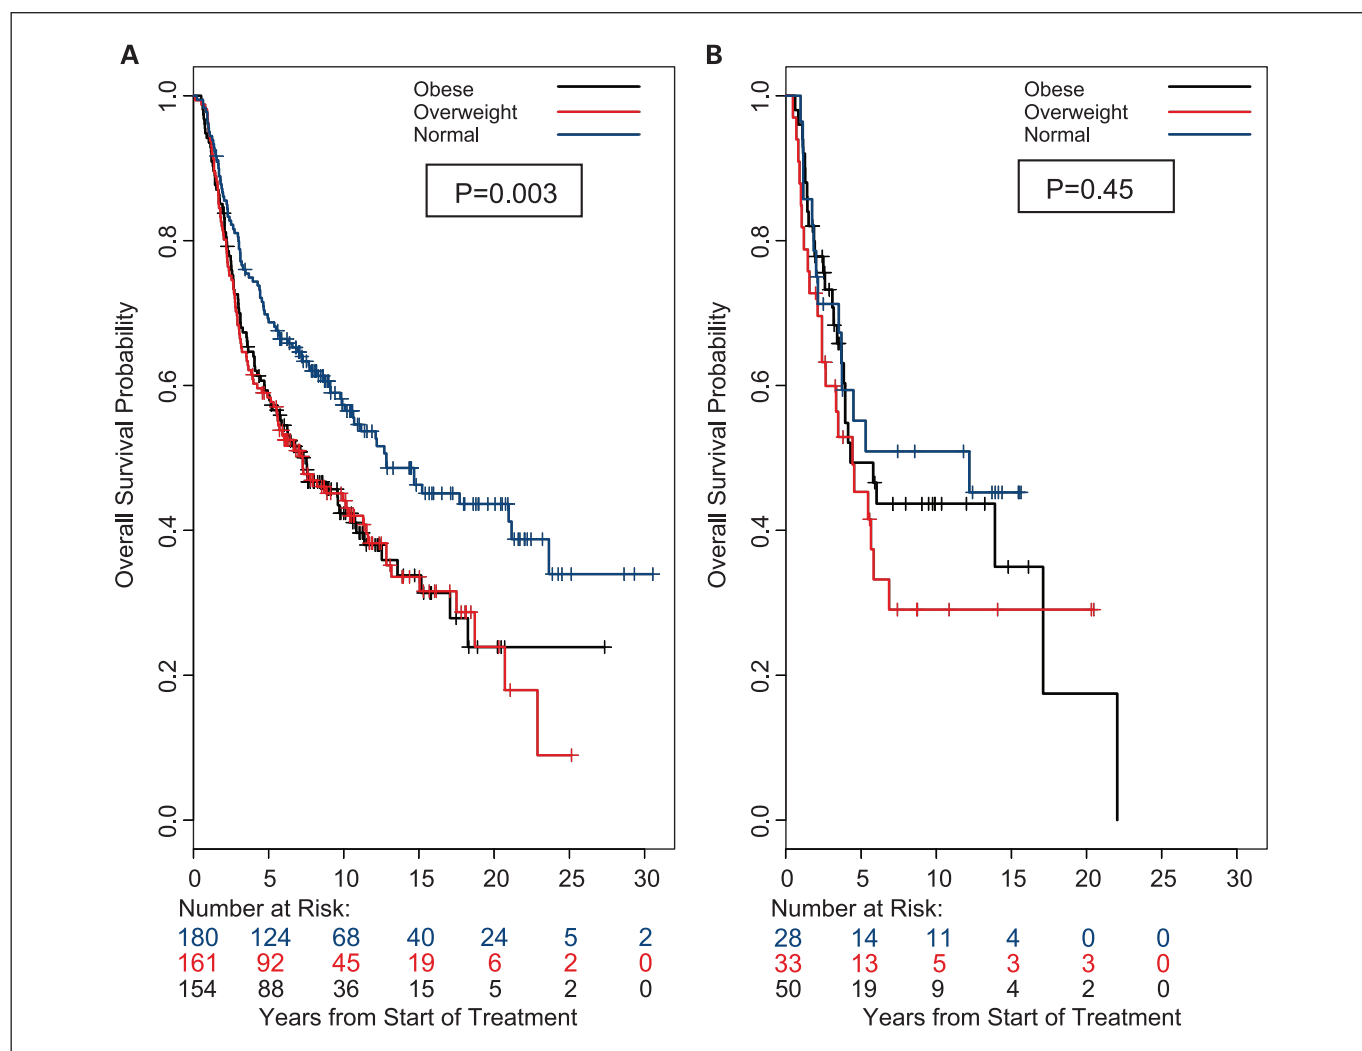 A
Obese
Overweight
Normal
P=0.003
Overall Survival Probability
1.0
0.8
0.6
0.4
0.2
0.0
0 5 10 15 20 25 30
Number at Risk:
180 124 68 40 24 5 2
161 92 45 19 6 2 0
154 88 36 15 5 2 0
Years from Start of Treatment
B
Obese
Overweight
Normal
P=0.45
Overall Survival Probability
1.0
0.8
0.6
0.4
0.2
0.0
0 5 10 15 20 25 30
Number at Risk:
28 14 11 4 0 0
33 13 5 3 3 0
50 19 9 4 2 0
Years from Start of Treatment